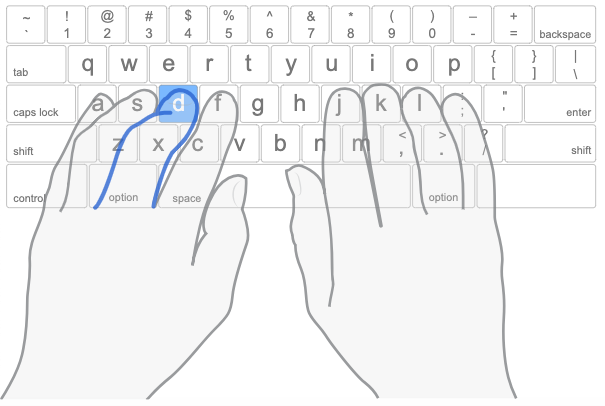 ~ ! @ # $ % ^ & * ( ) – +
` 1 2 3 4 5 6 7 8 9 0 - = backspace
tab q w e r t y u i o p { [ } ] | \
caps lock a s d f g h j k l : ; " ' enter
shift z x c v b n m < , > . ? / shift
control option space option